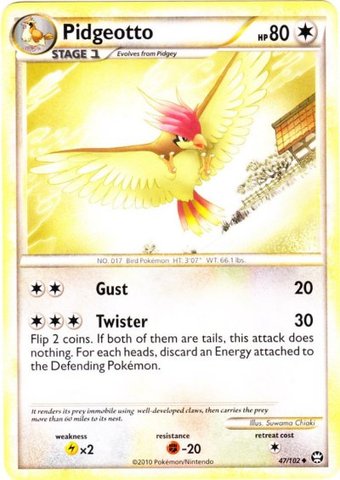 Pidgeotto HP 80
STAGE 1 Evolves from Pidgey
NO. 017 Bird Pokémon HT. 3'07" WT. 66.1 lbs.
Gust 20
Twister 30
Flip 2 coins. If both of them are tails, this attack does
nothing. For each heads, discard an Energy attached to
the Defending Pokémon.
It renders its prey immobile using well-developed claws, then carries the prey
more than 60 miles to its nest.
Illus. Suwama Chiaki
weakness resistance retreat cost
×2 -20
©2010 Pokémon/Nintendo 47/102